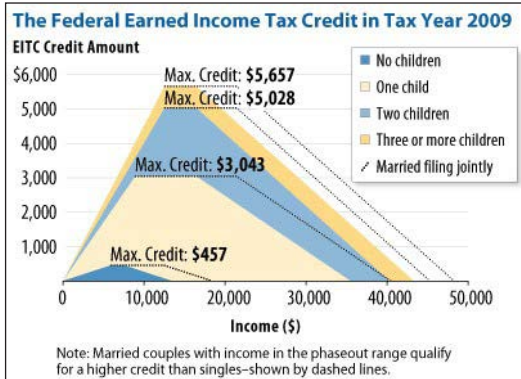 The Federal Earned Income Tax Credit in Tax Year 2009
EITC Credit Amount
$6,000
5,000
4,000
3,000
2,000
1,000
Max. Credit: $5,657
Max. Credit: $5,028
Max. Credit: $3,043
Max. Credit: $457
No children
One child
Two children
Three or more children
Married filing jointly
0
10,000
20,000
30,000
40,000
50,000
Income ($)
Note: Married couples with income in the phaseout range qualify
for a higher credit than singles–shown by dashed lines.